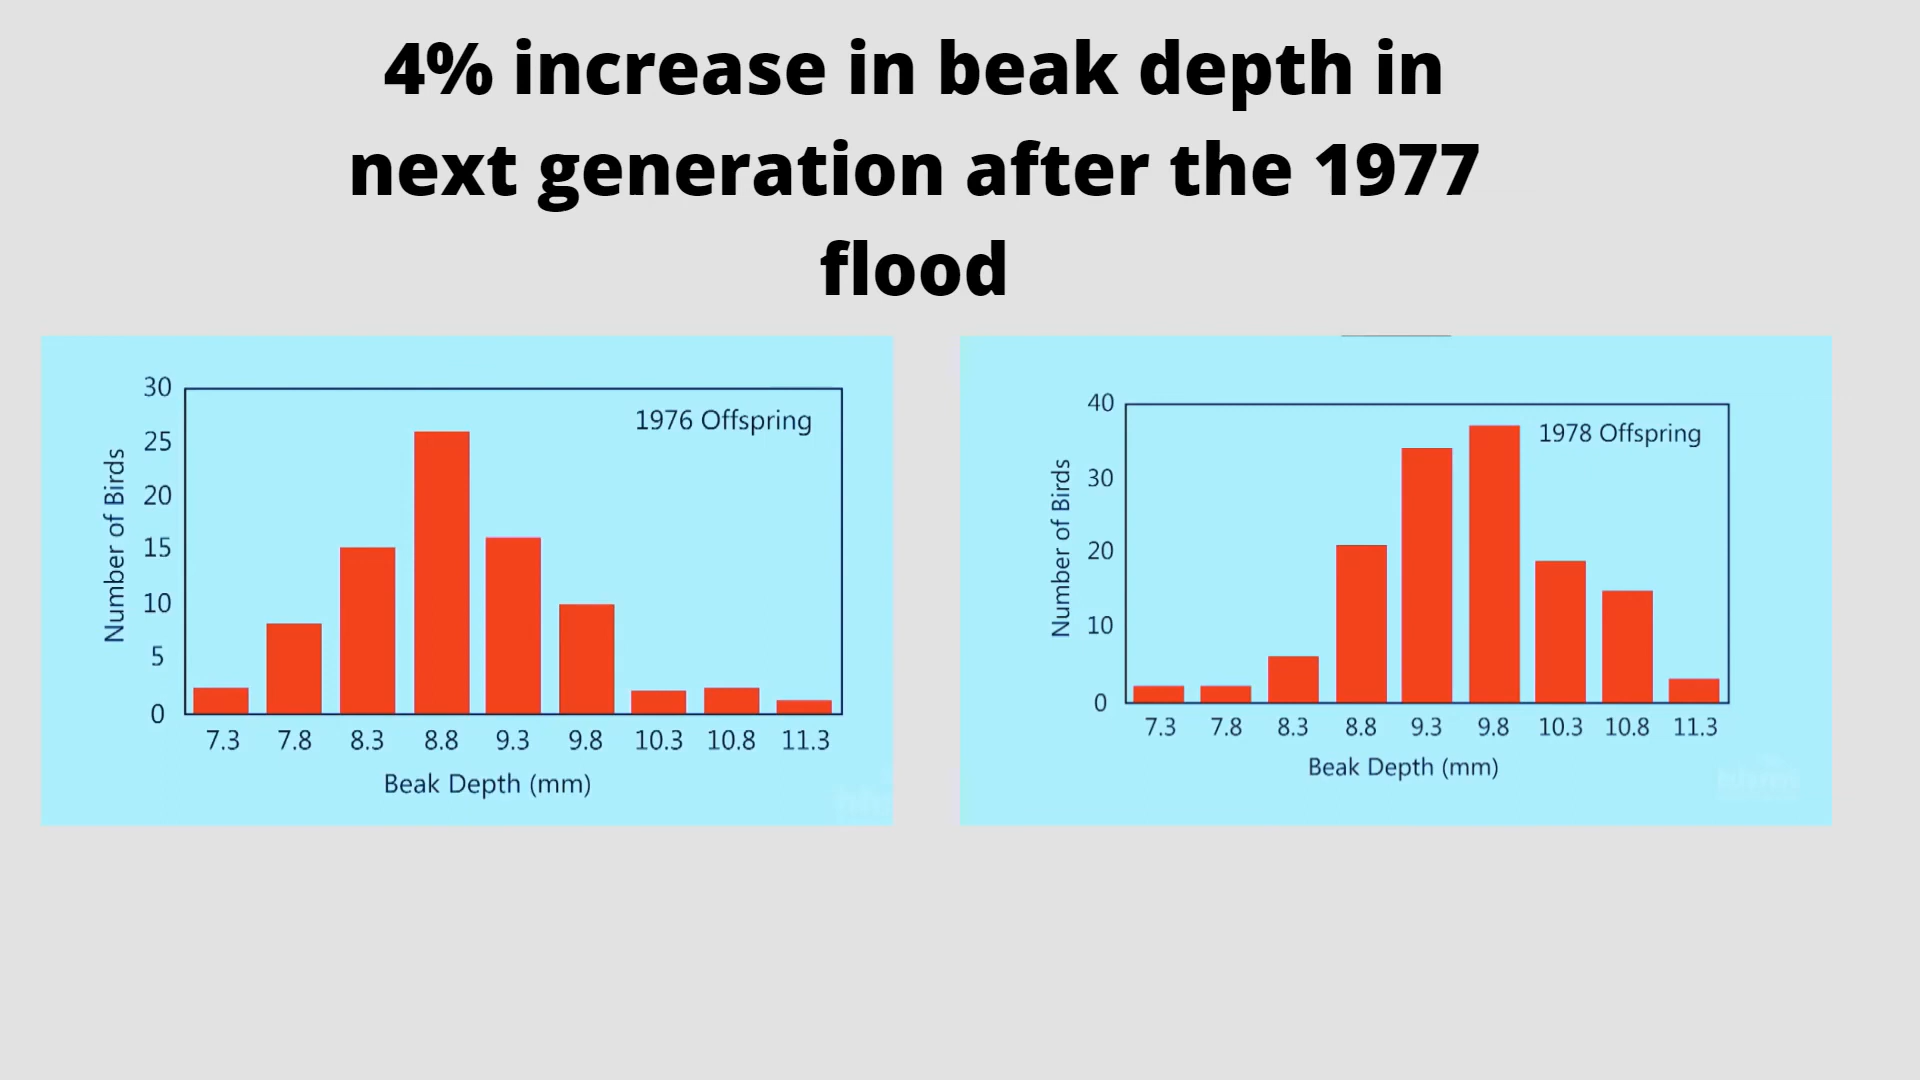 4% increase in beak depth in
next generation after the 1977
flood
30
25
20
15
10
5
0
Number of Birds
1976 Offspring
7.3 7.8 8.3 8.8 9.3 9.8 10.3 10.8 11.3
Beak Depth (mm)
40
30
20
10
0
Number of Birds
1978 Offspring
7.3 7.8 8.3 8.8 9.3 9.8 10.3 10.8 11.3
Beak Depth (mm)